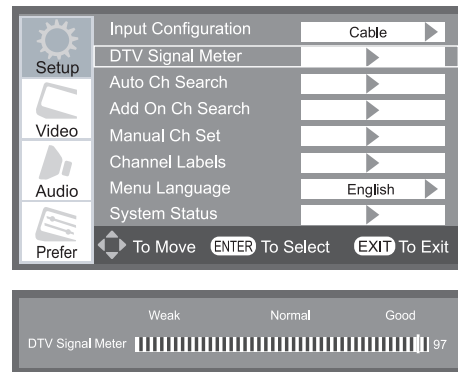 Setup
Video
Audio
Prefer
Input Configuration Cable
DTV Signal Meter
Auto Ch Search
Add On Ch Search
Manual Ch Set
Channel Labels
Menu Language English
System Status
To Move ENTER To Select EXIT To Exit
Weak Normal Good
DTV Signal Meter 97